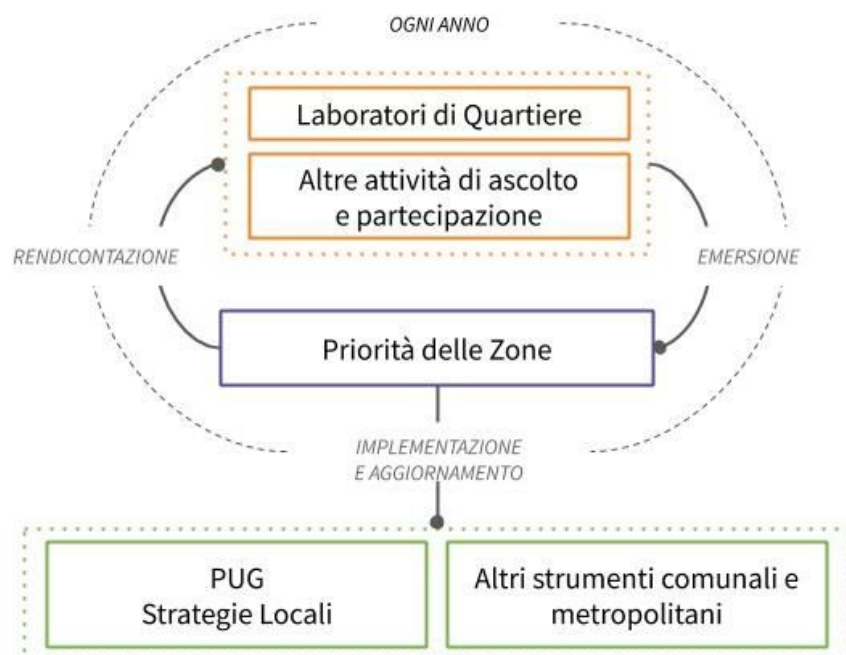 OGNI ANNO
Laboratori di Quartiere
Altre attività di ascolto
e partecipazione
RENDICONTAZIONE
EMERSIONE
Priorità delle Zone
IMPLEMENTAZIONE
E AGGIORNAMENTO
PUG
Strategie Locali
Altri strumenti comunali e
metropolitani